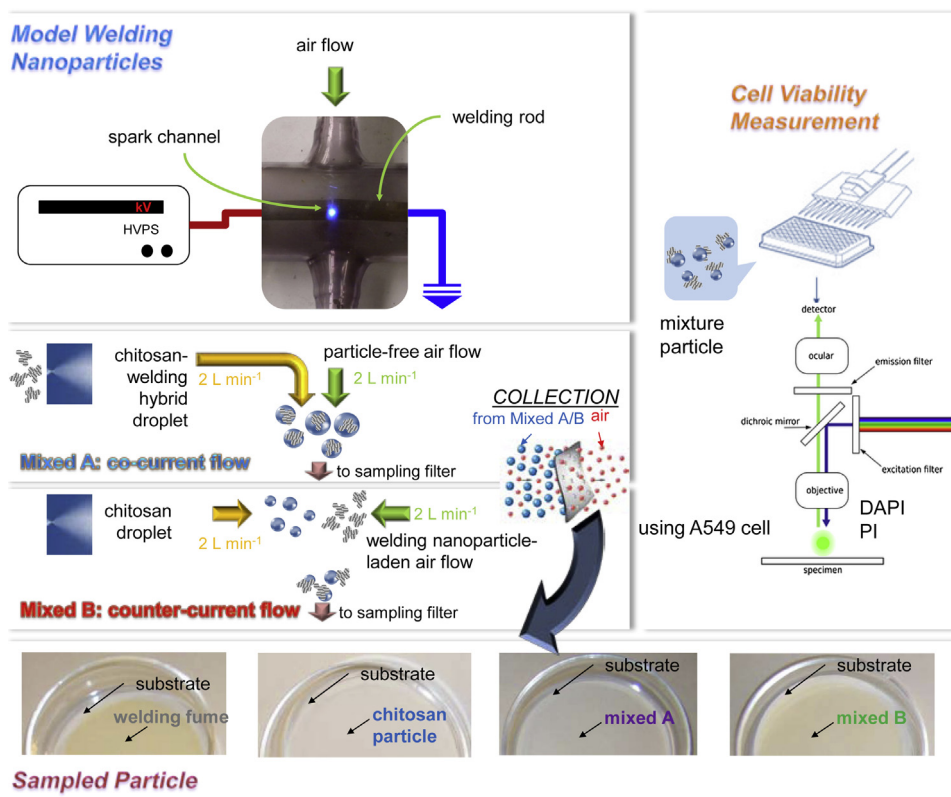 Model Welding
Nanoparticles
air flow
spark channel
welding rod
kV
HVPS
chitosan-
welding
hybrid
droplet
2 L min-1
particle-free air flow
2 L min-1
Mixed A: co-current flow
to sampling filter
COLLECTION
from Mixed A/B
air
chitosan
droplet
2 L min-1
2 L min-1
welding nanoparticle-
laden air flow
Mixed B: counter-current flow
to sampling filter
Cell Viability
Measurement
mixture
particle
detector
ocular
emission filter
dichroic mirror
excitation filter
objective
DAPI
PI
using A549 cell
specimen
substrate
welding fume
substrate
chitosan
particle
substrate
mixed A
substrate
mixed B
Sampled Particle